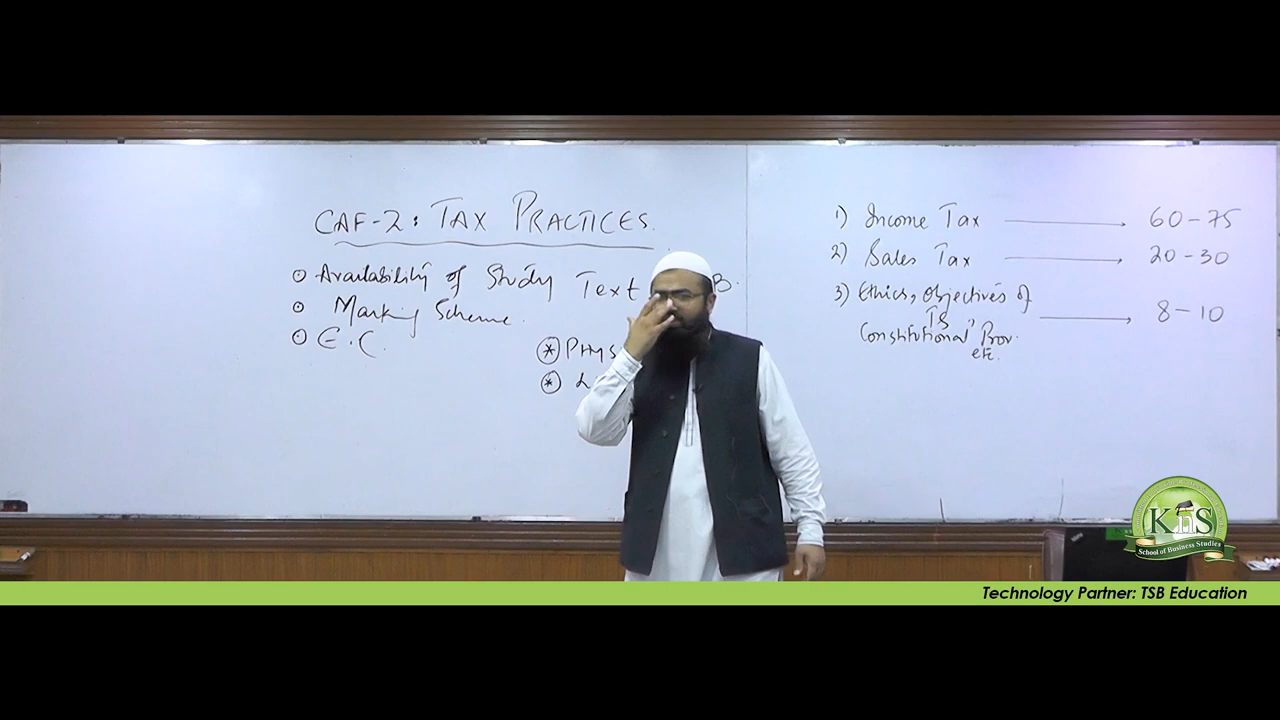 CAF-2: TAX PRACTICES.
⊙ Availability of Study Text B.
⊙ Marking Scheme.
⊙ E.C.
⊛ PHYS
⊛
1) Income Tax → 60-75
2) Sales Tax → 20-30
3) Ethics, Objectives of TS, Constitutional Prov. etc. → 8-10
KnS
School of Business Studies
Technology Partner: TSB Education